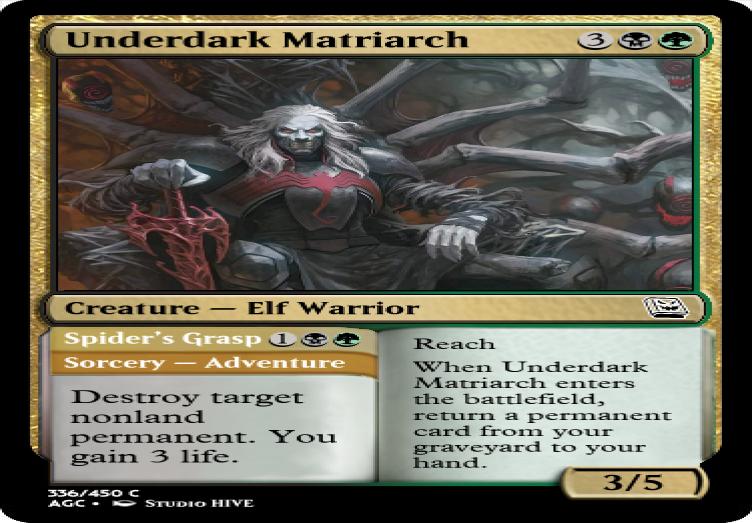 Underdark Matriarch 3
Creature — Elf Warrior
Spider's Grasp 1
Sorcery — Adventure
Destroy target
nonland
permanent. You
gain 3 life.
Reach
When Underdark
Matriarch enters
the battlefield,
return a permanent
card from your
graveyard to your
hand.
3/5
336/450 C
AGC • Studio HIVE